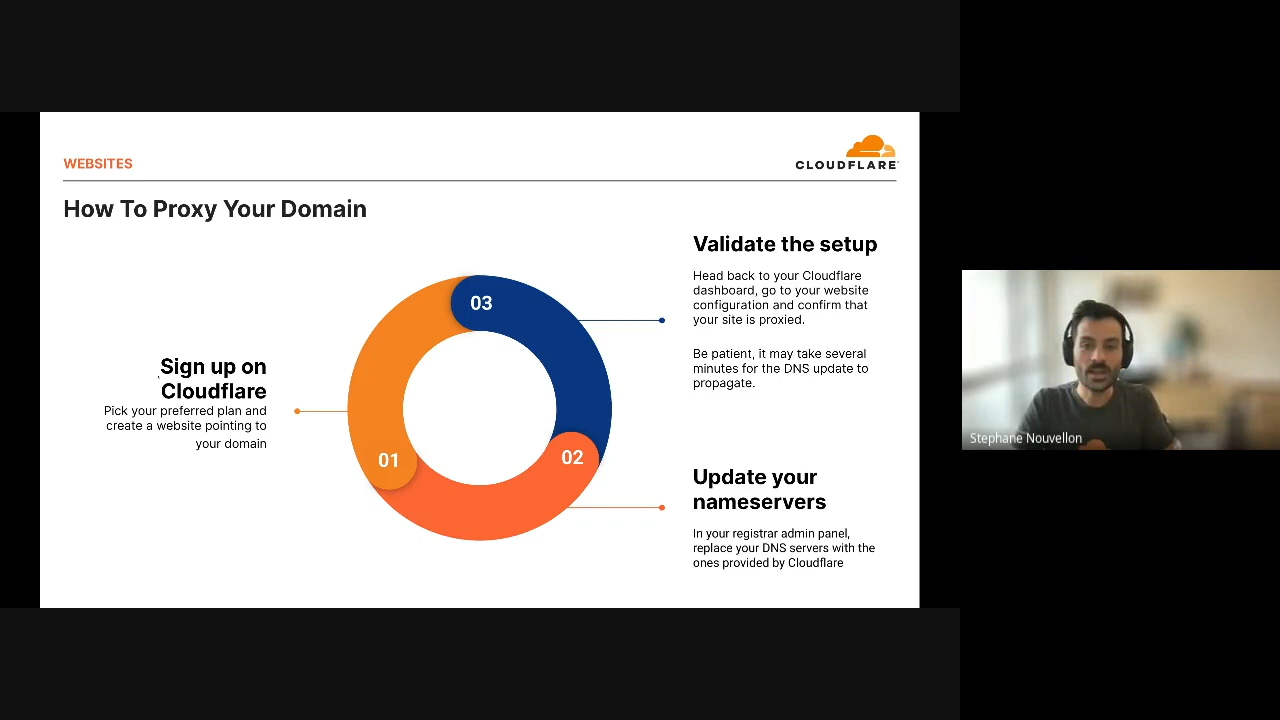 WEBSITES
CLOUDFLARE
How To Proxy Your Domain
Sign up on
Cloudflare
Pick your preferred plan and
create a website pointing to
your domain
01
02
03
Validate the setup
Head back to your Cloudflare
dashboard, go to your website
configuration and confirm that
your site is proxied.
Be patient, it may take several
minutes for the DNS update to
propagate.
Update your
nameservers
In your registrar admin panel,
replace your DNS servers with the
ones provided by Cloudflare
Stephane Nouvellon